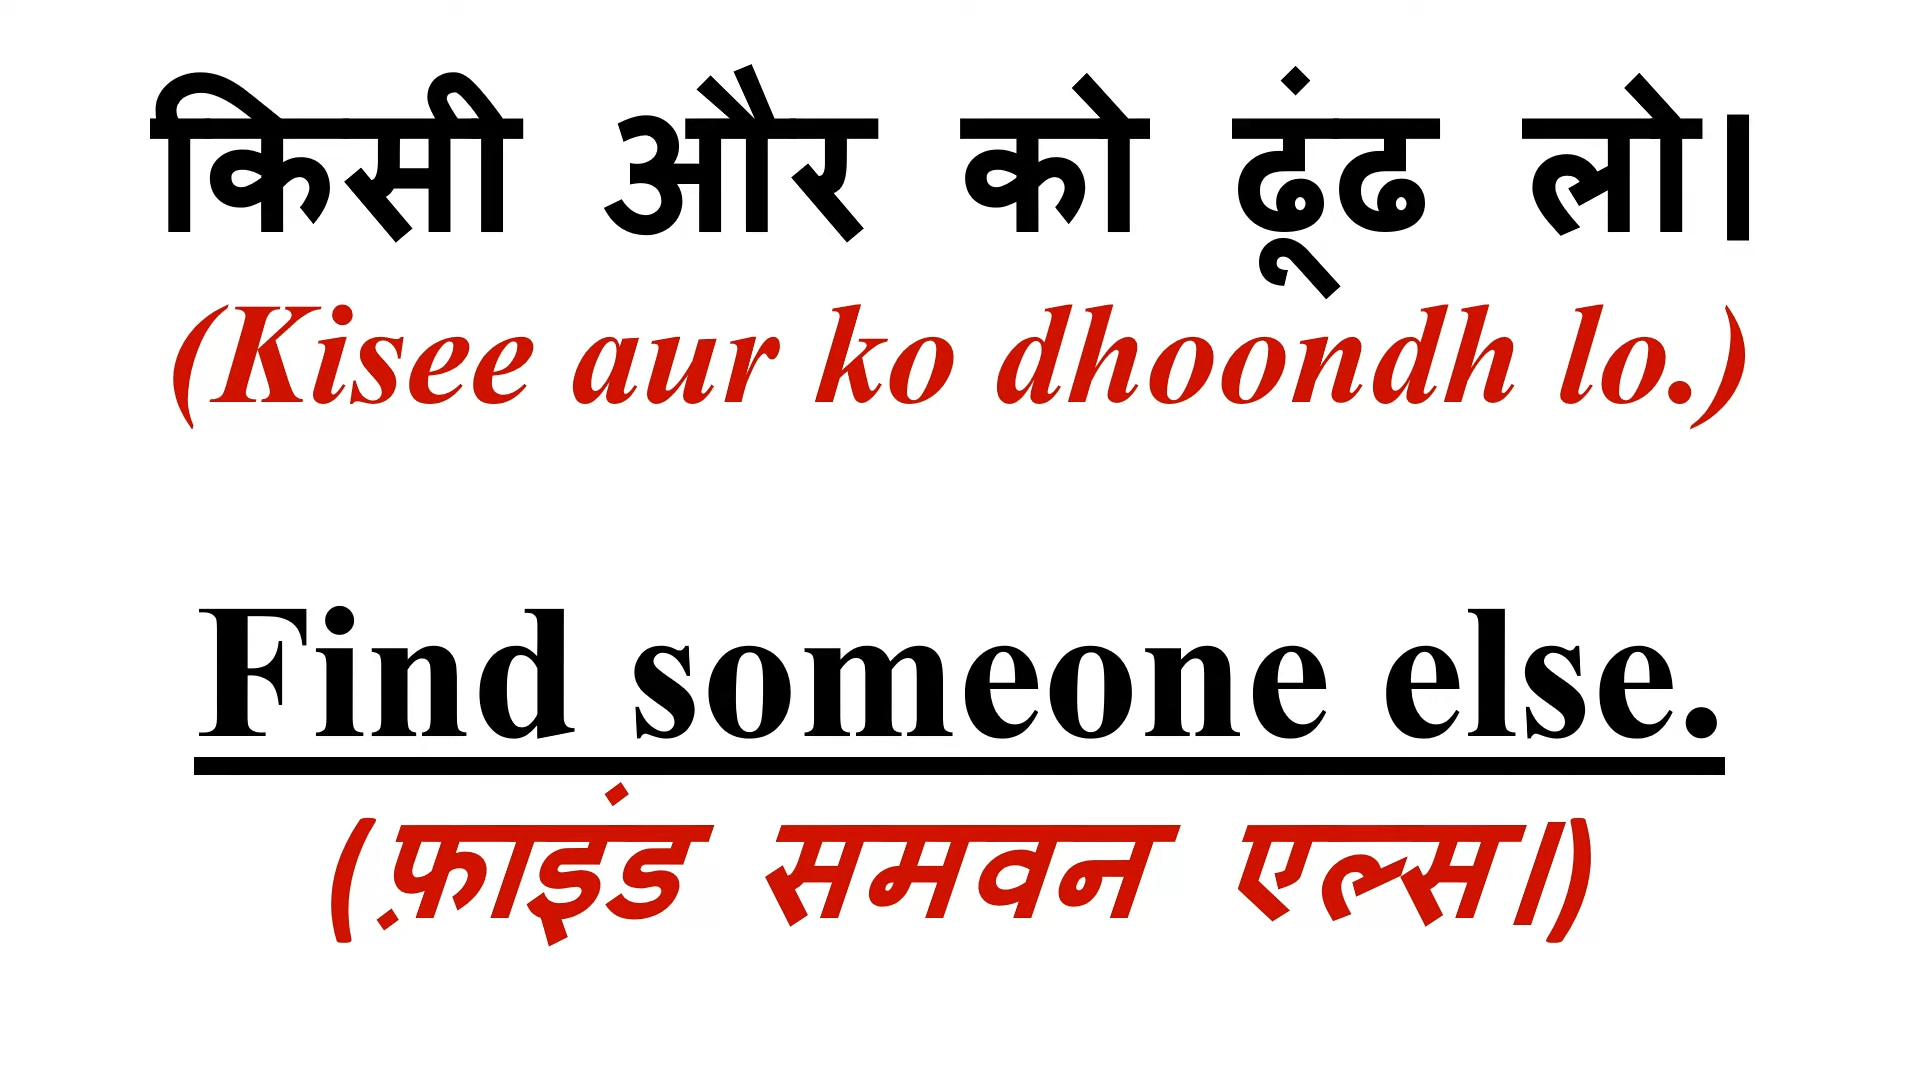 किसी और को ढूंढ लो।
(Kisee aur ko dhoondh lo.)
Find someone else.
(फ़ाइंड समवन एल्स।)